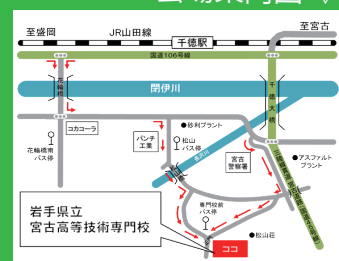 至盛岡
JR山田線
千徳駅
至宮古
国道106号線
閉伊川
花輪橋
千徳大橋
コカコーラ
パンチ
工業
●砂利プラント
松山
バス停
花輪橋南
バス停
長沢川
宮古
警察署
●アスファルト
プラント
専門校前
バス停
岩手県立
宮古高等技術専門校
ココ
●松山荘